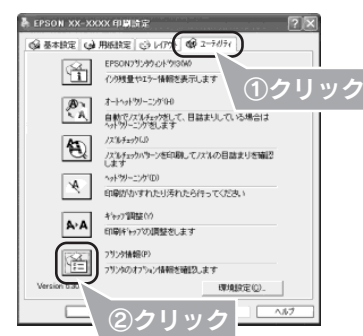 EPSON XX-XXXX 印刷設定
基本設定 用紙設定 レイアウト ユーティリティ
①クリック
EPSONプリンタウィンドウ!3(W)
インク残量やエラー情報を表示します
オートヘッドクリーニング(H)
自動でノズルチェックをして、目詰まりしている場合は
ヘッドクリーニングをします
ノズルチェック(L)
ノズルチェックパターンを印刷してノズルの目詰まりを確認
します
ヘッドクリーニング(D)
印刷がかすれたり汚れたら行ってください
ギャップ調整(Y)
印刷ギャップの調整をします
プリンタ情報(P)
プリンタのオプション情報を確認します
環境設定(G)...
②クリック
ヘルプ